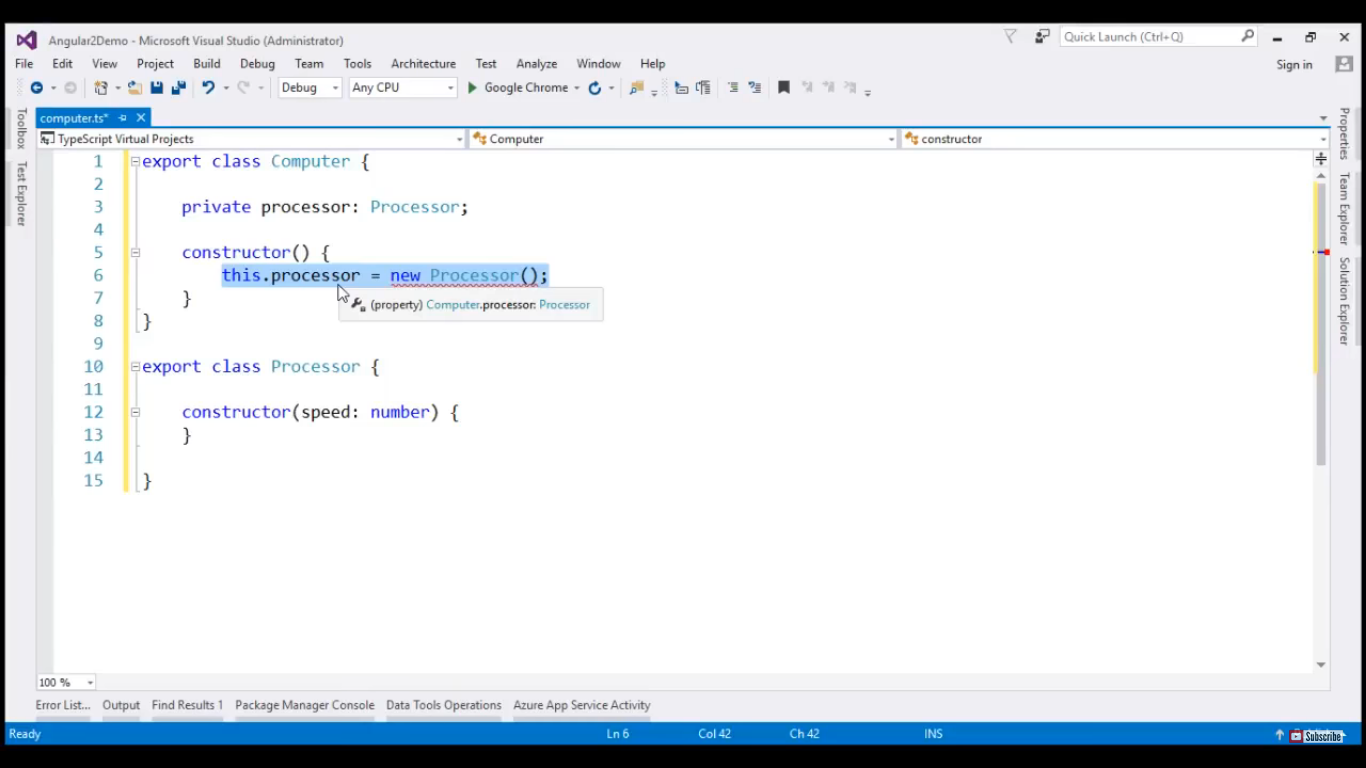 Angular2Demo - Microsoft Visual Studio (Administrator)
Quick Launch (Ctrl+Q)
File Edit View Project Build Debug Team Tools Architecture Test Analyze Window Help
Sign in
Debug Any CPU Google Chrome
Toolbox
Test Explorer
computer.ts*
TypeScript Virtual Projects Computer constructor
1 export class Computer {
2
3 private processor: Processor;
4
5 constructor() {
6 this.processor = new Processor();
7 }
(property) Computer.processor: Processor
8 }
9
10 export class Processor {
11
12 constructor(speed: number) {
13 }
14
15 }
Properties
Team Explorer
Solution Explorer
100 %
Error List... Output Find Results 1 Package Manager Console Data Tools Operations Azure App Service Activity
Ready Ln 6 Col 42 Ch 42 INS
Subscribe